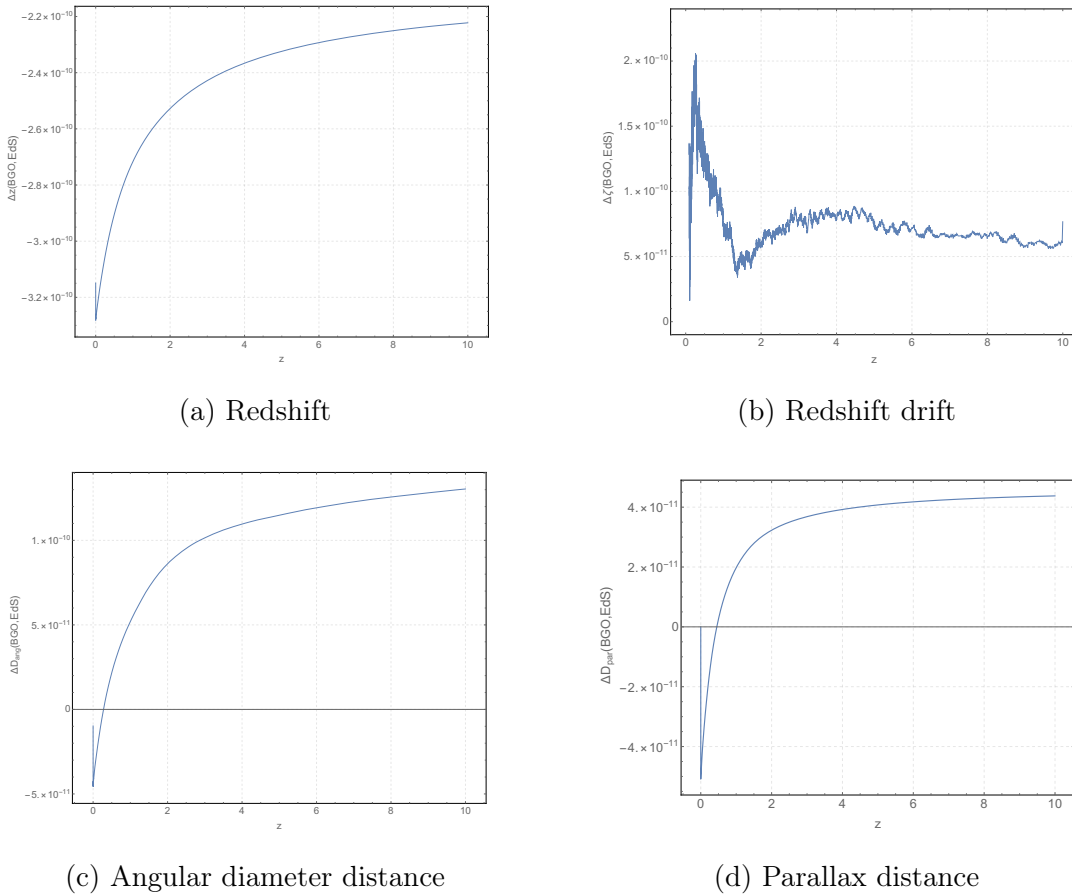 -2.2×10⁻¹⁰
-2.4×10⁻¹⁰
-2.6×10⁻¹⁰
-2.8×10⁻¹⁰
-3.×10⁻¹⁰
-3.2×10⁻¹⁰
Δz(BGO,EdS)
0 2 4 6 8 10
z
(a) Redshift
2.×10⁻¹⁰
1.5×10⁻¹⁰
1.×10⁻¹⁰
5.×10⁻¹¹
0
Δζ(BGO,EdS)
0 2 4 6 8 10
z
(b) Redshift drift
1.×10⁻¹⁰
5.×10⁻¹¹
0
-5.×10⁻¹¹
ΔD_ang(BGO,EdS)
0 2 4 6 8 10
z
(c) Angular diameter distance
4.×10⁻¹¹
2.×10⁻¹¹
0
-2.×10⁻¹¹
-4.×10⁻¹¹
ΔD_par(BGO,EdS)
0 2 4 6 8 10
z
(d) Parallax distance